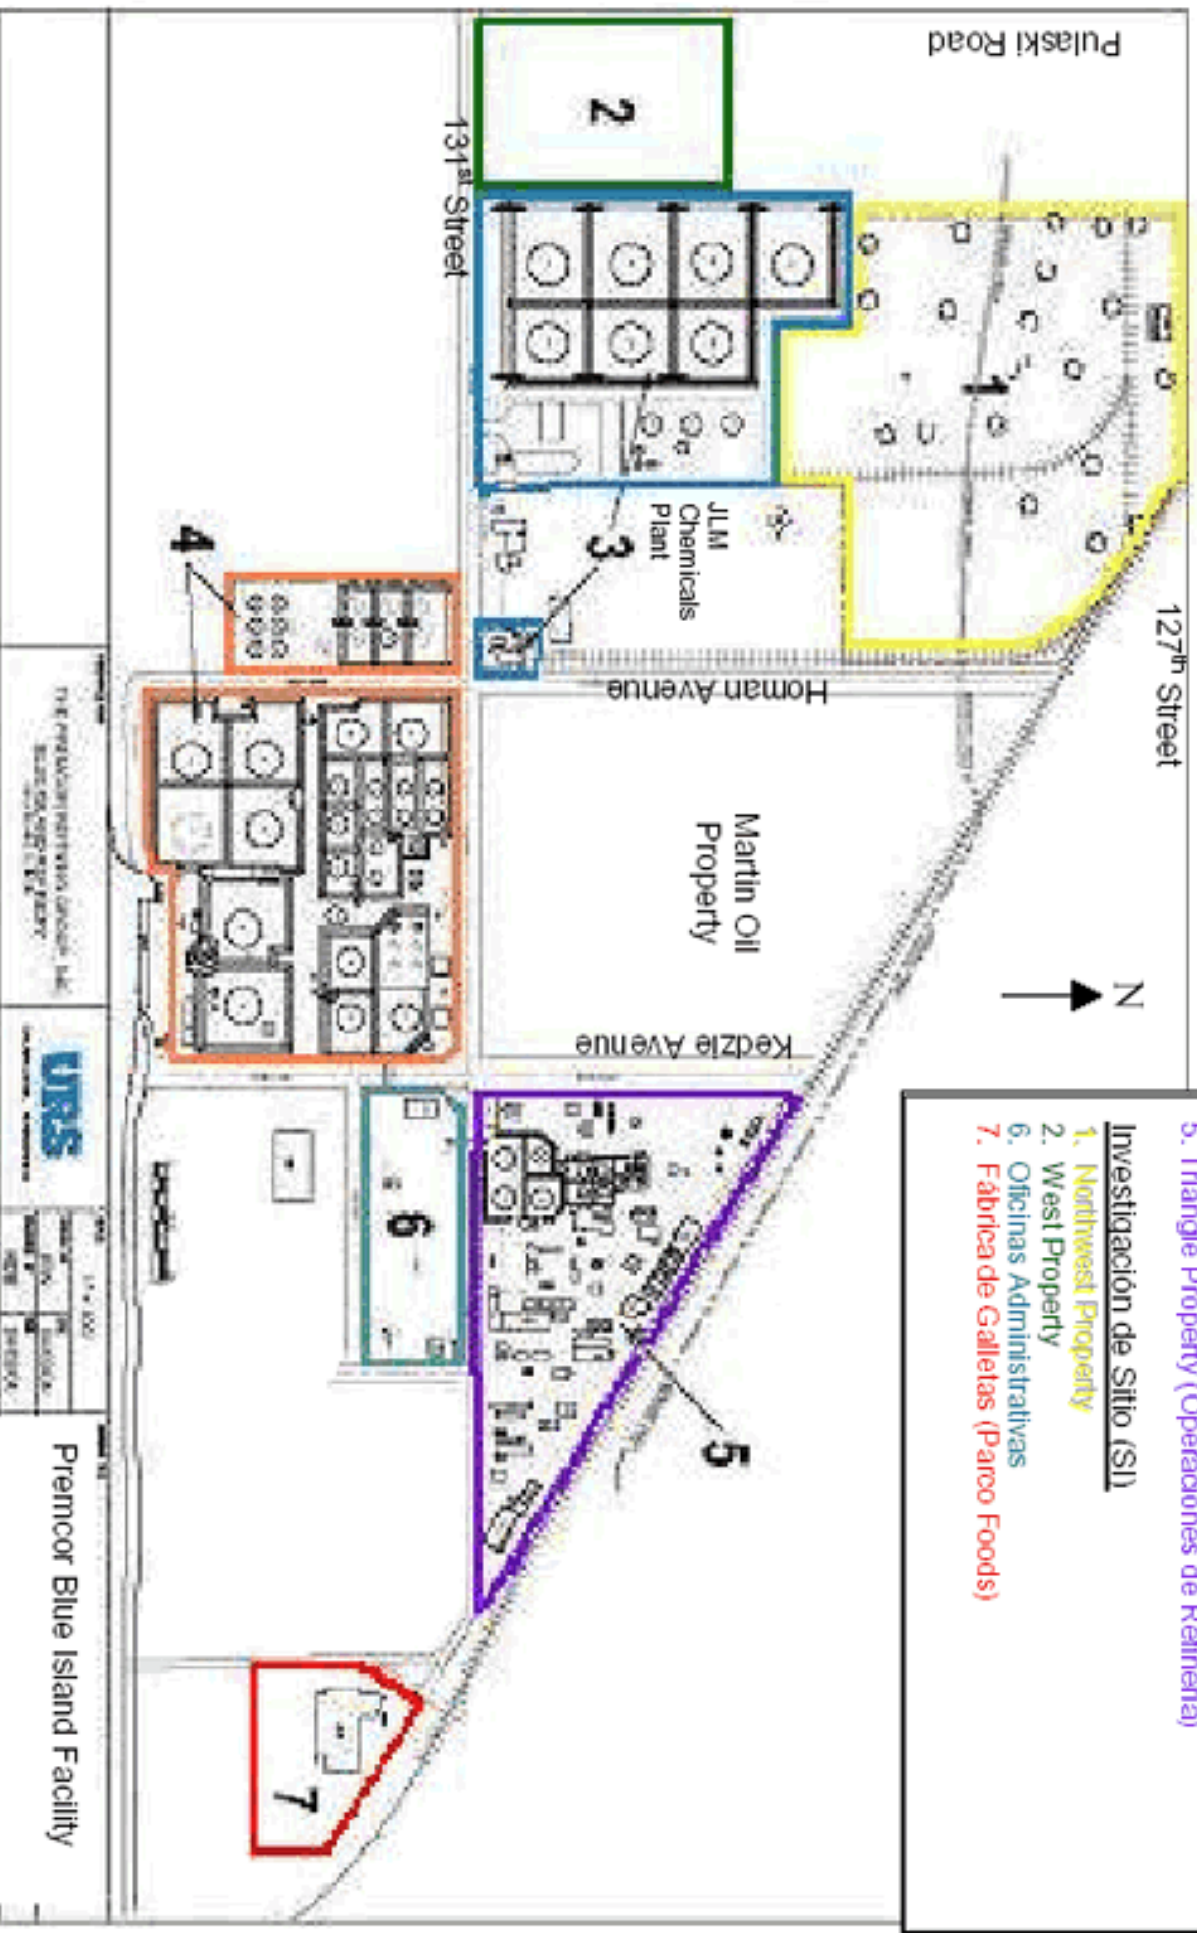 Pulaski Road
127th Street
131st Street
2
1
3
JLM
Chemicals
Plant
4
Homan Avenue
Martin Oil
Property
N
Kedzie Avenue
5
6
7
5. Triangle Property (Operaciones de Refinería)
Investigación de Sitio (SI)
1. Northwest Property
2. West Property
6. Oficinas Administrativas
7. Fábrica de Galletas (Parco Foods)
URS
Premcor Blue Island Facility